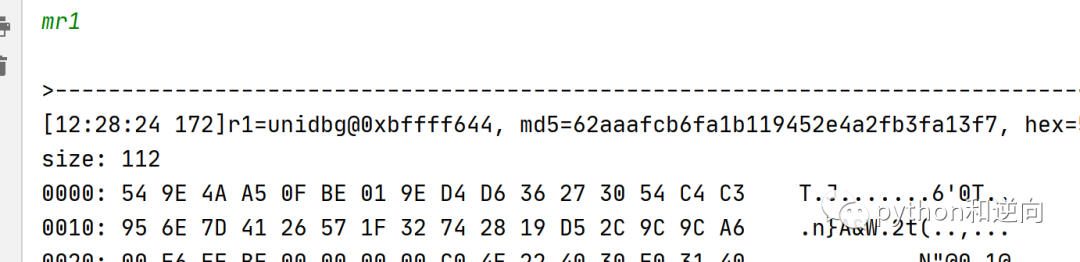 mr1
>-----------------------------------------------------------------------------
[12:28:24 172]r1=unidbg@0xbffff644, md5=62aaafcb6fa1b119452e4a2fb3fa13f7, hex=
size: 112
0000: 54 9E 4A A5 0F BE 01 9E D4 D6 36 27 30 54 C4 C3    T.J.......6'0T..
0010: 95 6E 7D 41 26 57 1F 32 74 28 19 D5 2C 9C 9C A6    .n}A&W.2t(..,...
python和逆向